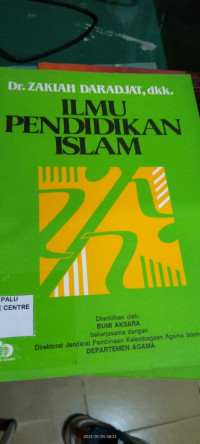 Dr. ZAKIAH DARADJAT, dkk.
ILMU
PENDIDIKAN
ISLAM
Diterbitkan oleh:
BUMI AKSARA
bekerjasama dengan
Direktorat Jenderal Pembinaan Kelembagaan Agama Islam
DEPARTEMEN AGAMA
PALU
E CENTRE